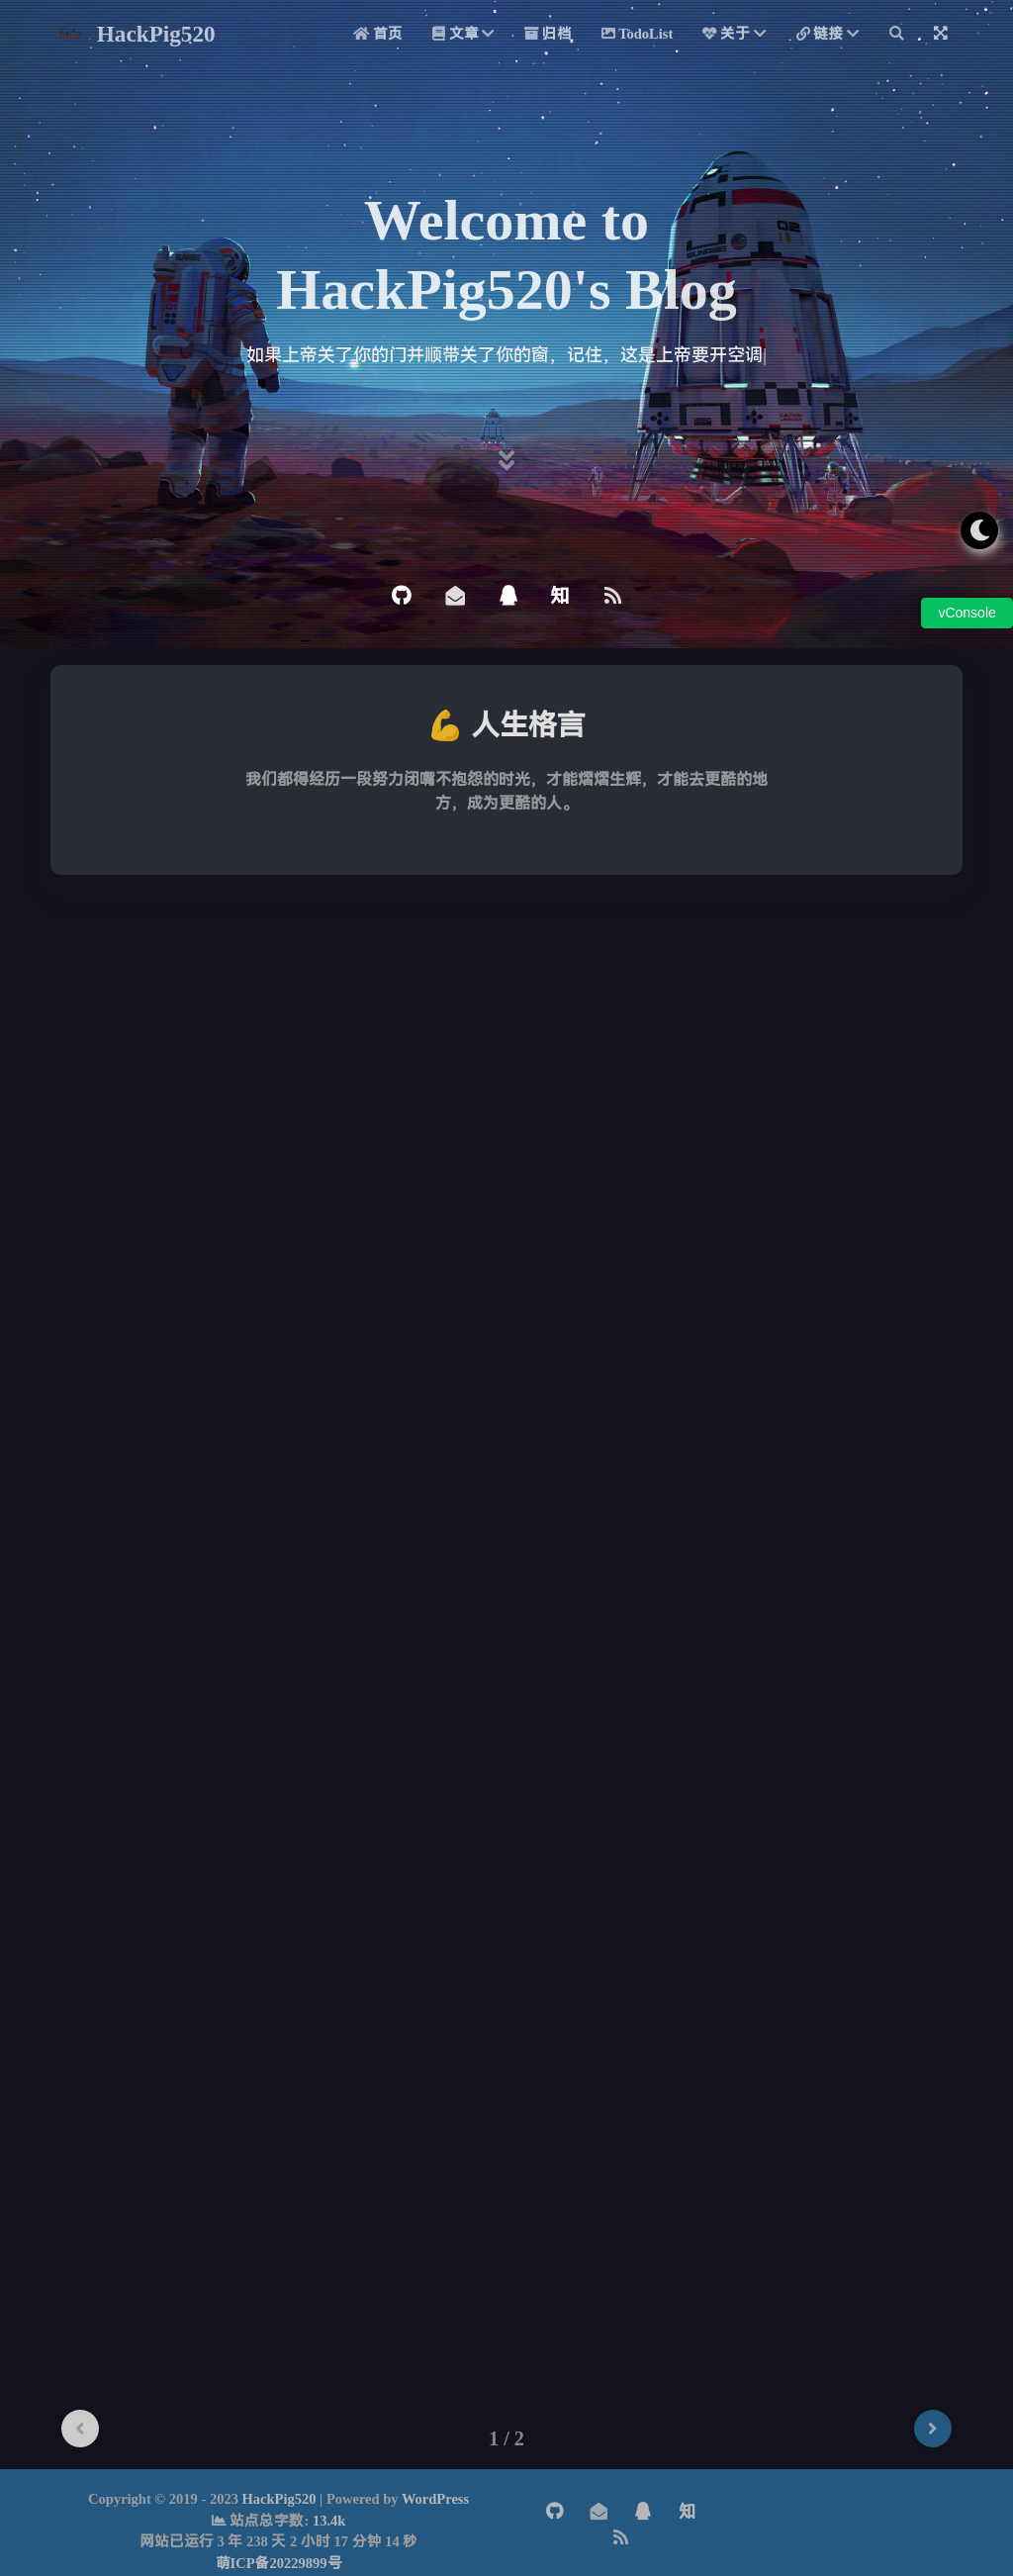 HackPig520
首页
文章
归档
TodoList
关于
链接
SUNRISE
02
SUNRISE
Welcome to
HackPig520's Blog
如果上帝关了你的门并顺带关了你的窗，记住，这是上帝要开空调|
知
vConsole
💪 人生格言
我们都得经历一段努力闭嘴不抱怨的时光，才能熠熠生辉，才能去更酷的地
方，成为更酷的人。
1 / 2
Copyright © 2019 - 2023 HackPig520 | Powered by WordPress
站点总字数: 13.4k
网站已运行 3 年 238 天 2 小时 17 分钟 14 秒
萌ICP备20229899号
知